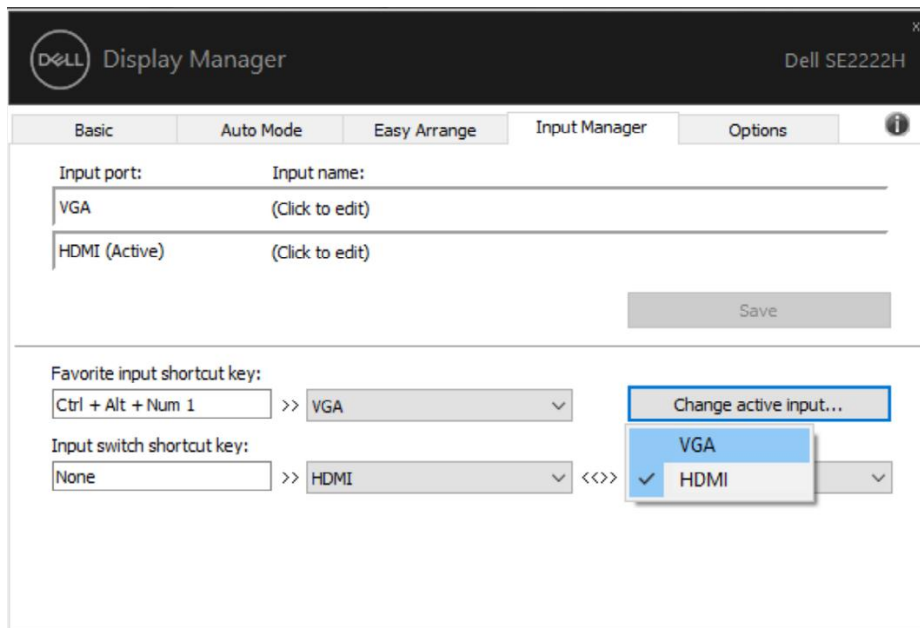 DELL Display Manager
x
Dell SE2222H
Basic Auto Mode Easy Arrange Input Manager Options
Input port: Input name:
VGA (Click to edit)
HDMI (Active) (Click to edit)
Save
Favorite input shortcut key:
Ctrl + Alt + Num 1 >> VGA Change active input...
Input switch shortcut key:
None >> HDMI <<>>
VGA
HDMI